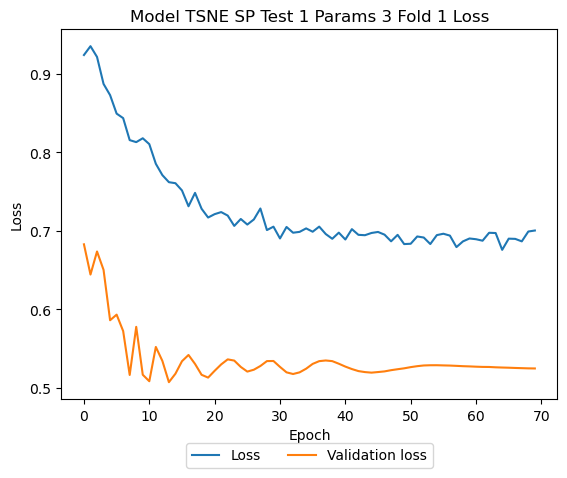 Model TSNE SP Test 1 Params 3 Fold 1 Loss
Loss
0.9
0.8
0.7
0.6
0.5
0 10 20 30 40 50 60 70
Epoch
Loss Validation loss